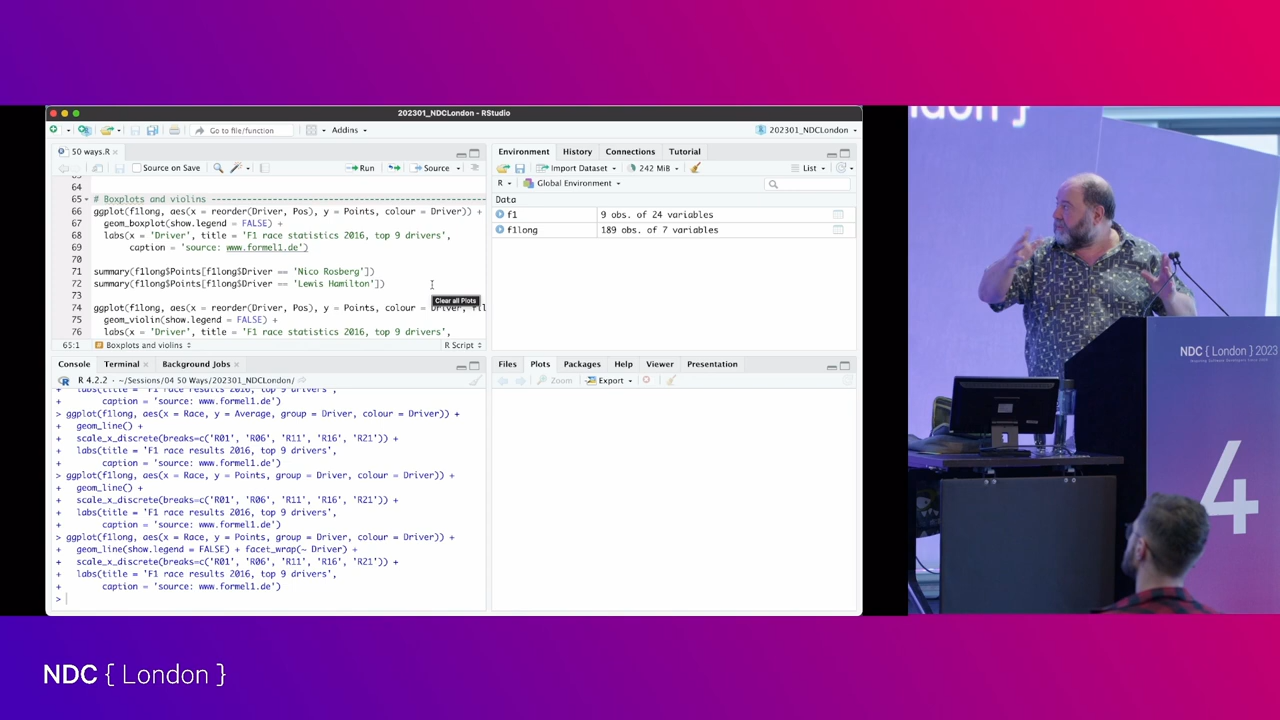 202301_NDCLondon - RStudio
Go to file/function
Addins
202301_NDCLondon
50 ways.R
Source on Save
Run
Source
64
65 # Boxplots and violins
66 ggplot(f1long, aes(x = reorder(Driver, Pos), y = Points, colour = Driver)) +
67 geom_boxplot(show.legend = FALSE) +
68 labs(x = 'Driver', title = 'F1 race statistics 2016, top 9 drivers',
69 caption = 'source: www.formel1.de')
70
71 summary(f1long$Points[f1long$Driver == 'Nico Rosberg'])
72 summary(f1long$Points[f1long$Driver == 'Lewis Hamilton'])
73
Clear all Plots
74 ggplot(f1long, aes(x = reorder(Driver, Pos), y = Points, colour = Driver, fil
75 geom_violin(show.legend = FALSE) +
76 labs(x = 'Driver', title = 'F1 race statistics 2016, top 9 drivers',
65:1 Boxplots and violins
R Script
Environment History Connections Tutorial
Import Dataset
242 MiB
List
R Global Environment
Data
f1 9 obs. of 24 variables
f1long 189 obs. of 7 variables
Console Terminal Background Jobs
R 4.2.2 · ~/Sessions/04 50 Ways/202301_NDCLondon/
+ labs(title = 'F1 race results 2016, top 9 drivers',
+ caption = 'source: www.formel1.de')
> ggplot(f1long, aes(x = Race, y = Average, group = Driver, colour = Driver)) +
+ geom_line() +
+ scale_x_discrete(breaks=c('R01', 'R06', 'R11', 'R16', 'R21')) +
+ labs(title = 'F1 race results 2016, top 9 drivers',
+ caption = 'source: www.formel1.de')
> ggplot(f1long, aes(x = Race, y = Points, group = Driver, colour = Driver)) +
+ geom_line() +
+ scale_x_discrete(breaks=c('R01', 'R06', 'R11', 'R16', 'R21')) +
+ labs(title = 'F1 race results 2016, top 9 drivers',
+ caption = 'source: www.formel1.de')
> ggplot(f1long, aes(x = Race, y = Points, group = Driver, colour = Driver)) +
+ geom_line(show.legend = FALSE) + facet_wrap(~ Driver) +
+ scale_x_discrete(breaks=c('R01', 'R06', 'R11', 'R16', 'R21')) +
+ labs(title = 'F1 race results 2016, top 9 drivers',
+ caption = 'source: www.formel1.de')
>
Files Plots Packages Help Viewer Presentation
Zoom
Export
ondon }
NDC { London } 2023
4
NDC { London }